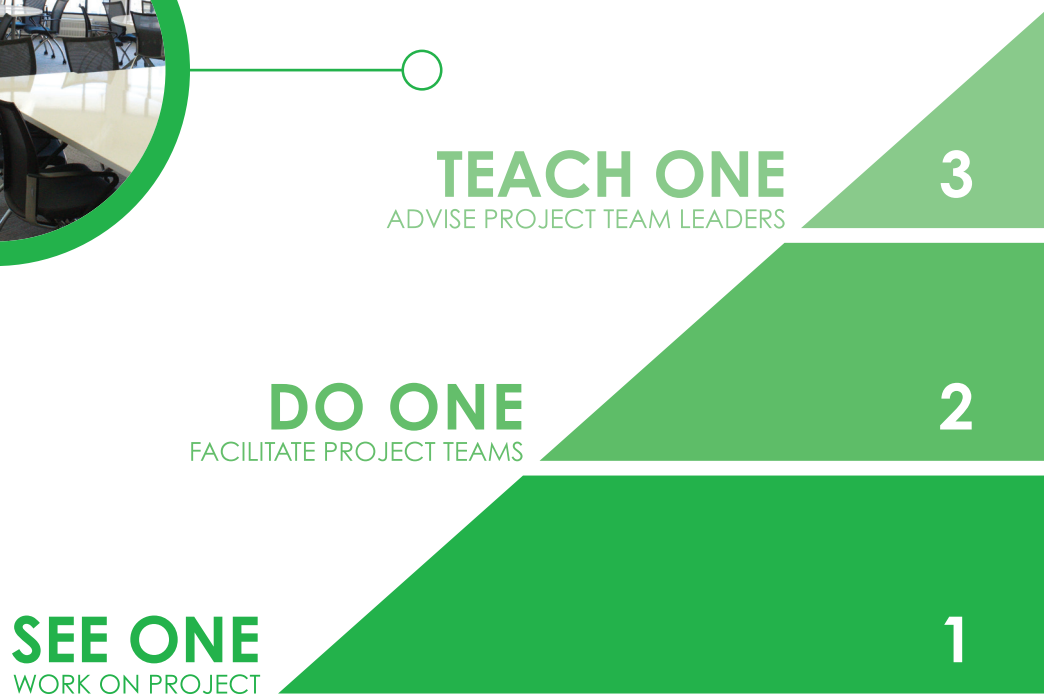 TEACH ONE
ADVISE PROJECT TEAM LEADERS
3
DO ONE
FACILITATE PROJECT TEAMS
2
SEE ONE
WORK ON PROJECT
1